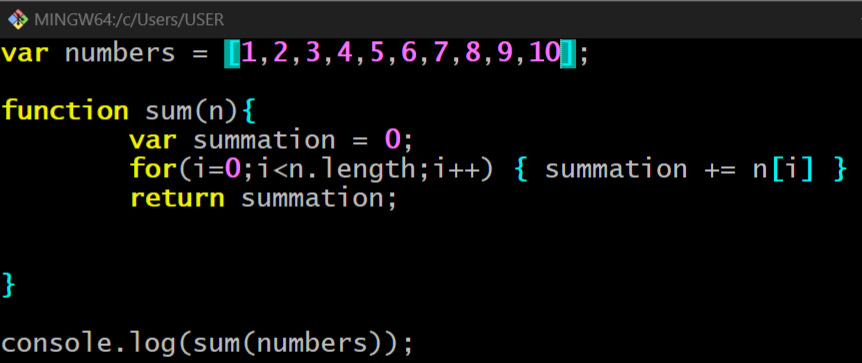 MINGW64:/c/Users/USER
var numbers = [1,2,3,4,5,6,7,8,9,10];
function sum(n){
        var summation = 0;
        for(i=0;i<n.length;i++) { summation += n[i] }
        return summation;
}
console.log(sum(numbers));